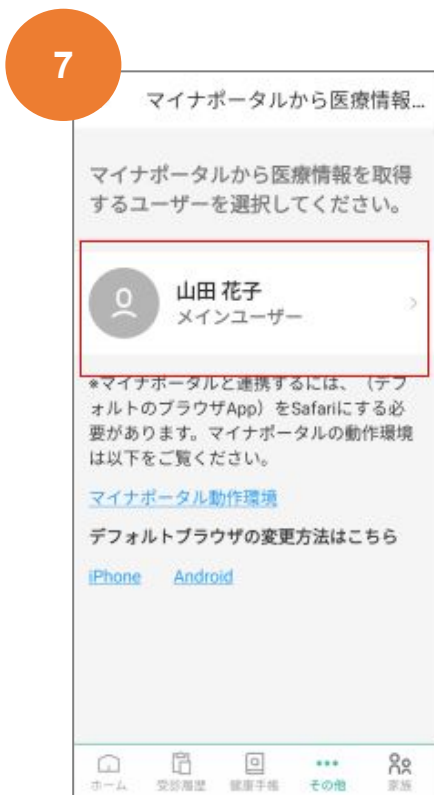 7
マイナポータルから医療情報...
マイナポータルから医療情報を取得
するユーザーを選択してください。
山田 花子
メインユーザー
*マイナポータルと連携するには、（デフ
ォルトのブラウザApp）をSafariにする必
要があります。マイナポータルの動作環境
は以下をご覧ください。
マイナポータル動作環境
デフォルトブラウザの変更方法はこちら
iPhone Android
ホーム 受診履歴 健康手帳 その他 家族